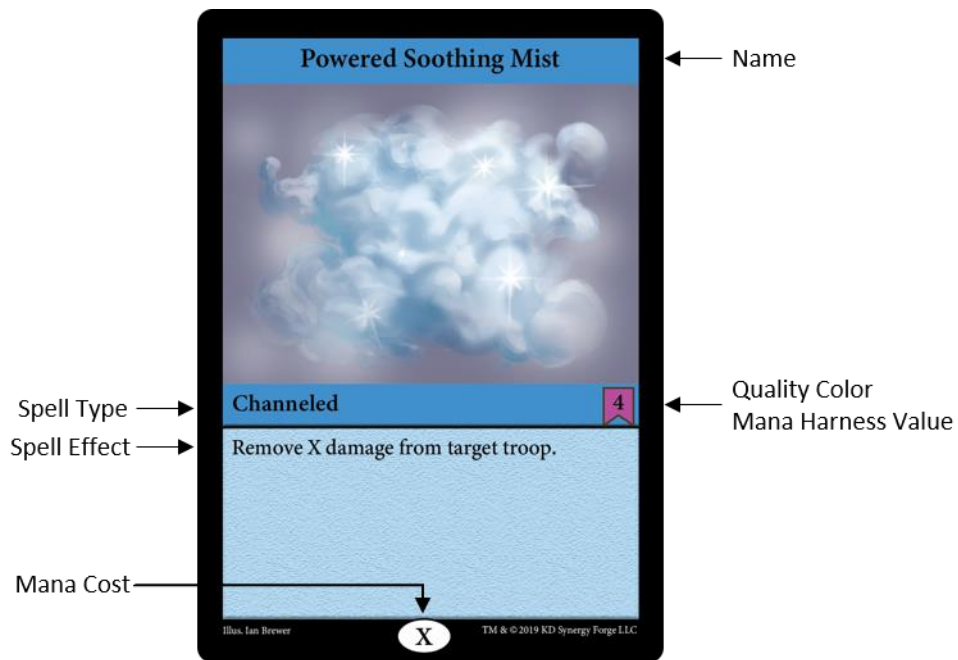 Powered Soothing Mist
Name
Channeled
4
Spell Type
Quality Color
Mana Harness Value
Spell Effect
Remove X damage from target troop.
Mana Cost
Illus. Ian Brewer
X
TM & © 2019 KD Synergy Forge LLC